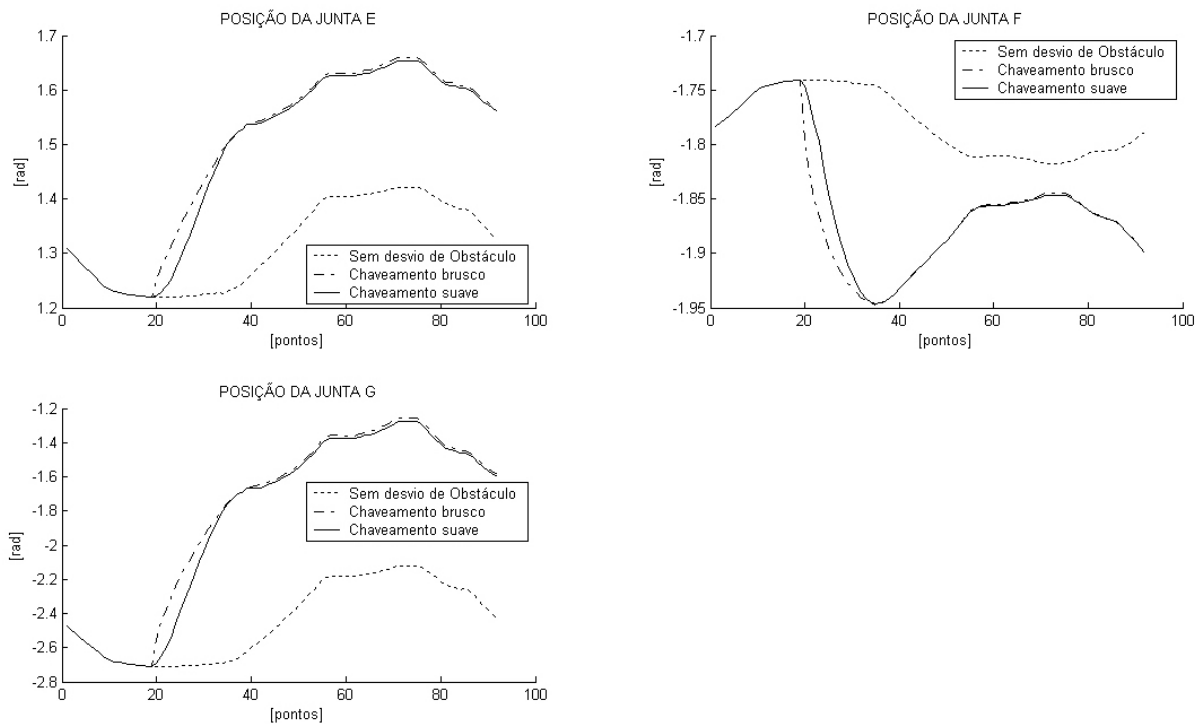 POSIÇÃO DA JUNTA E
1.7
1.6
1.5
1.4
1.3
1.2
[rad]
Sem desvio de Obstáculo
Chaveamento brusco
Chaveamento suave
0 20 40 60 80 100
[pontos]
POSIÇÃO DA JUNTA F
-1.7
-1.75
-1.8
-1.85
-1.9
-1.95
[rad]
Sem desvio de Obstáculo
Chaveamento brusco
Chaveamento suave
0 20 40 60 80 100
[pontos]
POSIÇÃO DA JUNTA G
-1.2
-1.4
-1.6
-1.8
-2
-2.2
-2.4
-2.6
-2.8
[rad]
Sem desvio de Obstáculo
Chaveamento brusco
Chaveamento suave
0 20 40 60 80 100
[pontos]